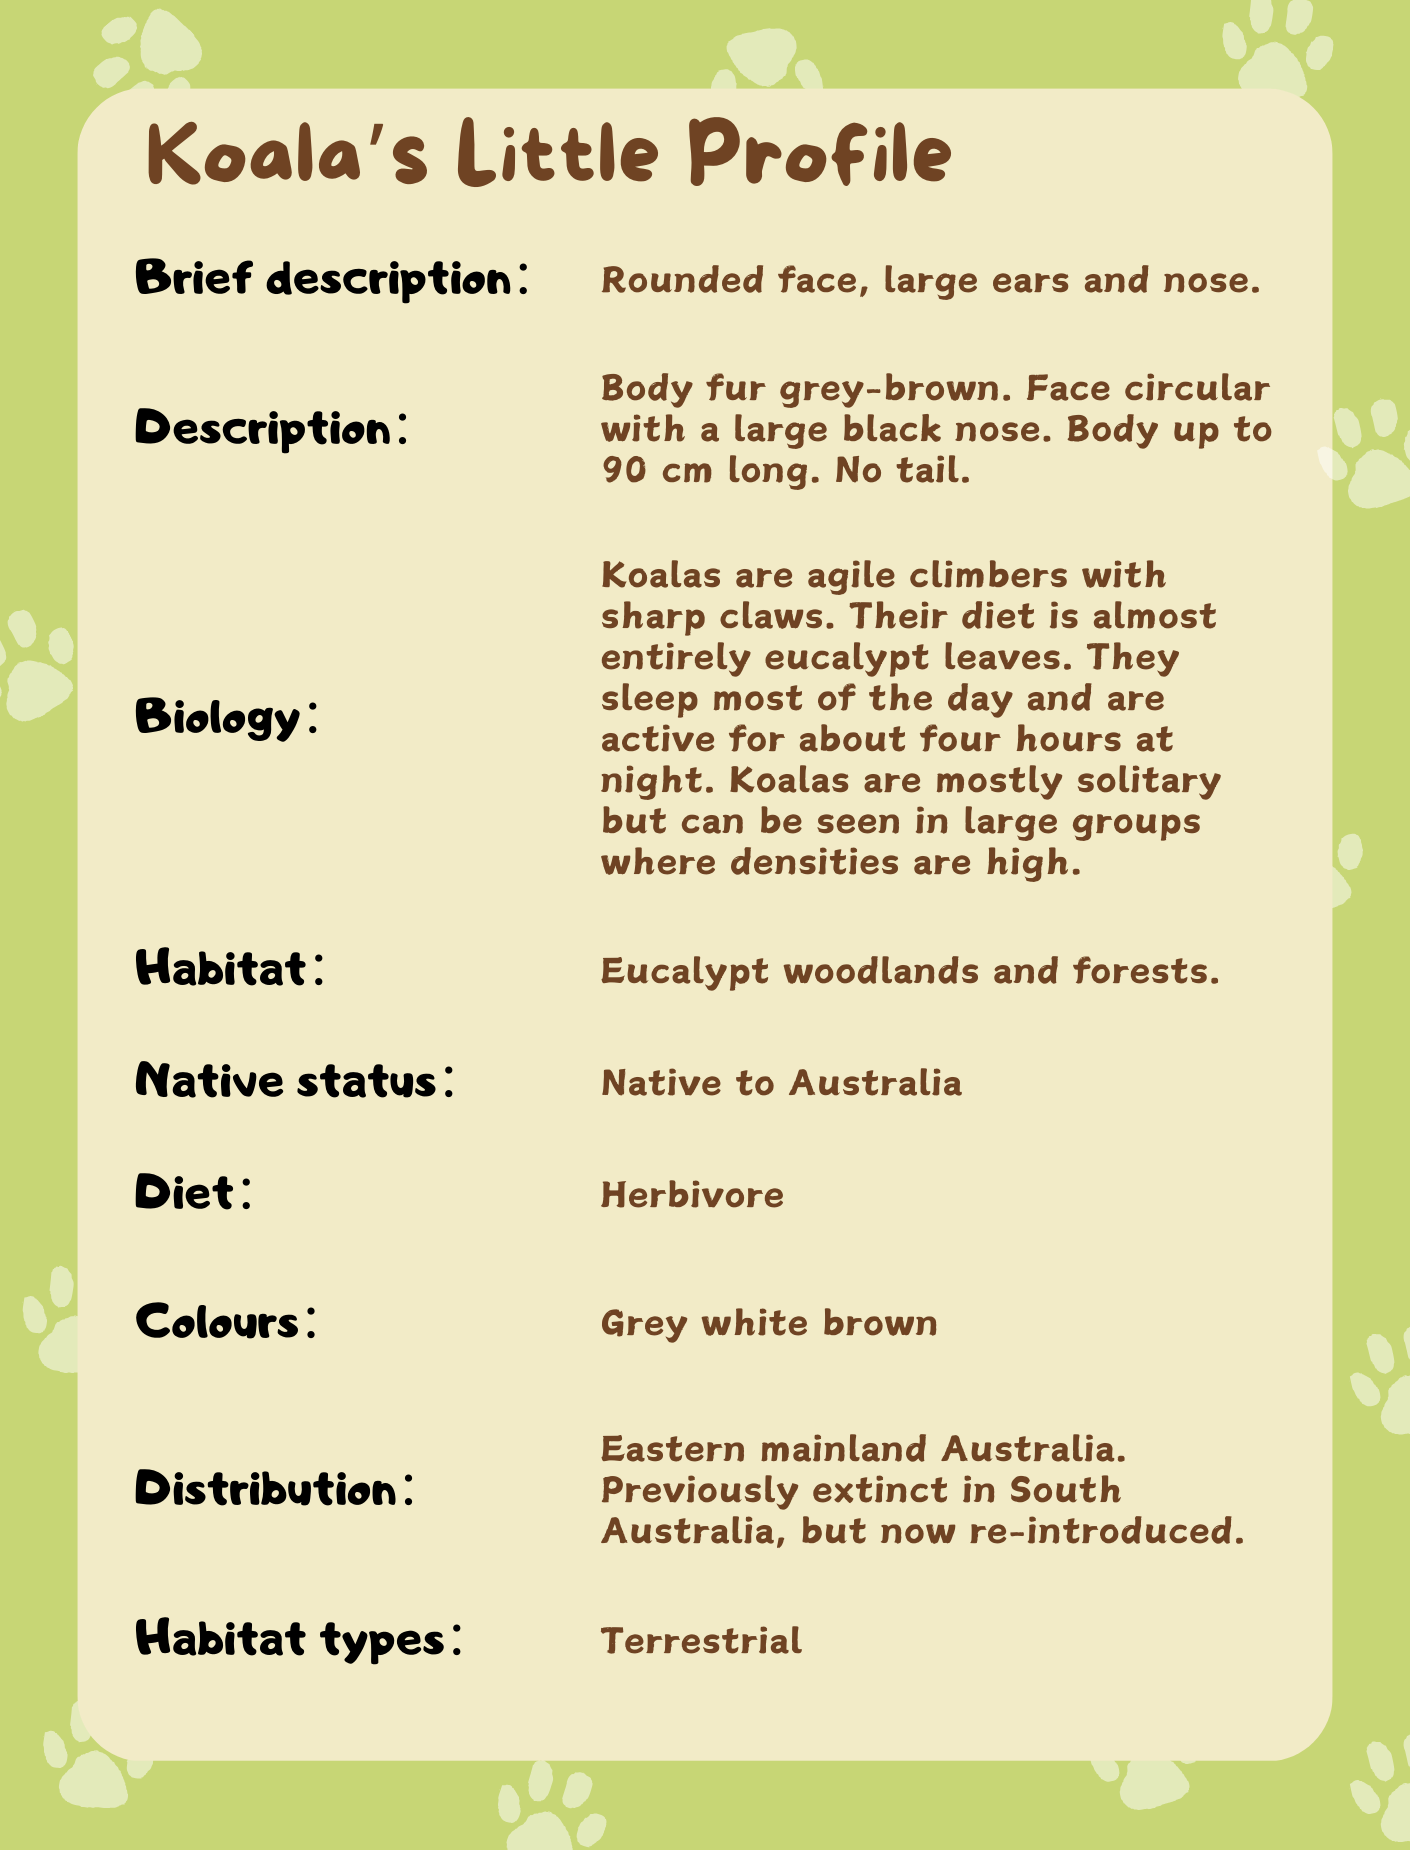 Koala's Little Profile
Brief description:
Rounded face, large ears and nose.
Description:
Body fur grey-brown. Face circular
with a large black nose. Body up to
90 cm long. No tail.
Biology:
Koalas are agile climbers with
sharp claws. Their diet is almost
entirely eucalypt leaves. They
sleep most of the day and are
active for about four hours at
night. Koalas are mostly solitary
but can be seen in large groups
where densities are high.
Habitat:
Eucalypt woodlands and forests.
Native status:
Native to Australia
Diet:
Herbivore
Colours:
Grey white brown
Distribution:
Eastern mainland Australia.
Previously extinct in South
Australia, but now re-introduced.
Habitat types:
Terrestrial